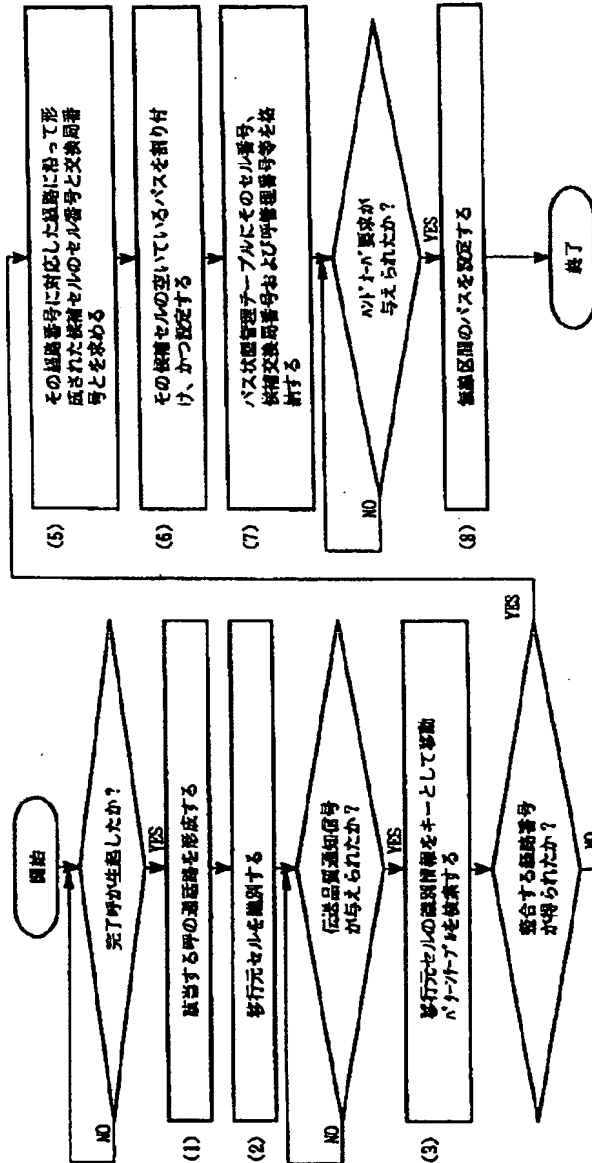 開始
完了呼が生起したか?
NO
YES
(1)
該当する呼の通話路を形成する
(2)
移行元セルを識別する
伝送品質通知信号
が与えられたか?
NO
YES
(3)
移行元セルの識別情報をキーとして移動
パターンテーブルを検索する
整合する経路番号
が得られたか?
YES
NO
(5)
その経路番号に対応した経路に沿って形
成された候補セルのセル番号と交換局番
号とを求める
(6)
その候補セルの空いているパスを割り付
け、かつ設定する
(7)
パス状態管理テーブルにそのセル番号、
候補交換局番号および呼管理番号等を格
納する
ハンドオーバ要求が
与えられたか?
NO
YES
(8)
無線区間のパスを設定する
終了